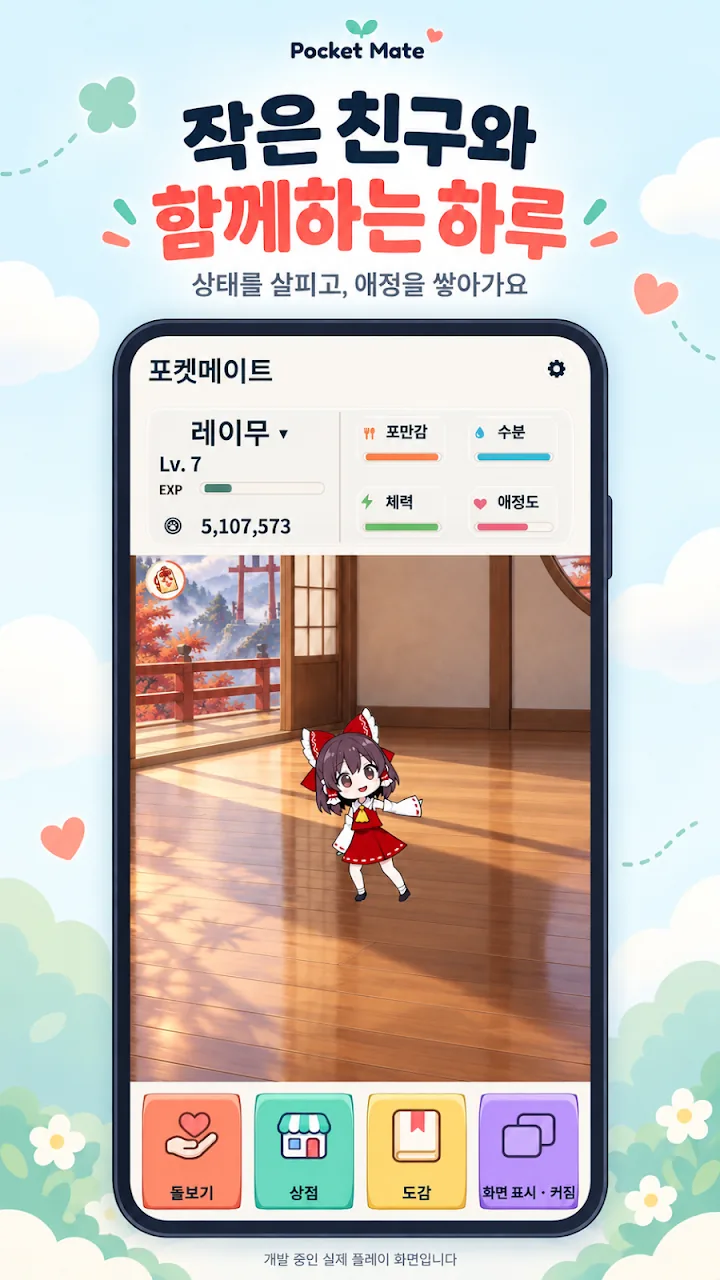 Pocket Mate
작은 친구와
함께하는 하루
상태를 살피고, 애정을 쌓아가요
포켓메이트
레이무 ▾
Lv. 7
EXP
5,107,573
포만감
수분
체력
애정도
돌보기
상점
도감
화면 표시 · 커짐
개발 중인 실제 플레이 화면입니다